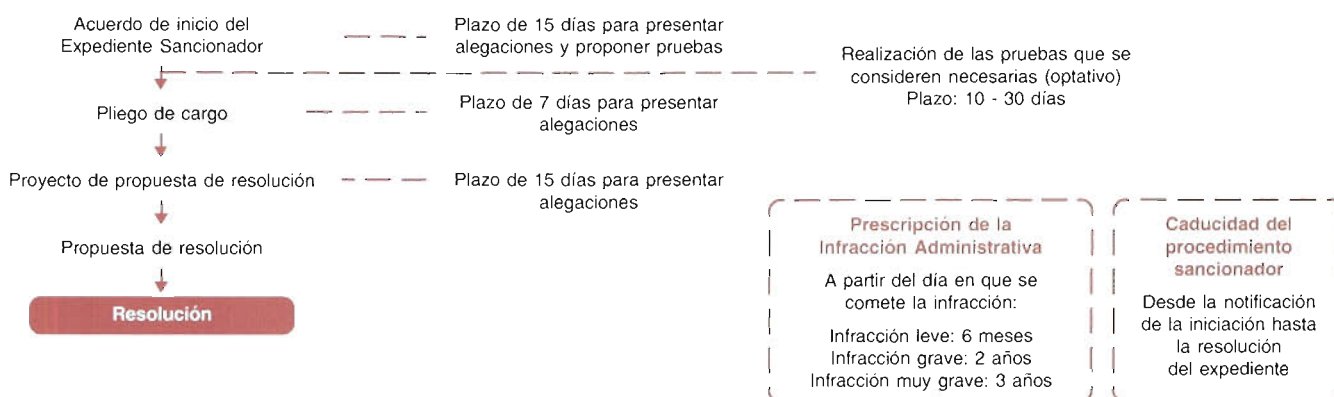 Acuerdo de inicio del
Expediente Sancionador
Plazo de 15 días para presentar
alegaciones y proponer pruebas
Realización de las pruebas que se
consideren necesarias (optativo)
Plazo: 10 - 30 días
Pliego de cargo
Plazo de 7 días para presentar
alegaciones
Proyecto de propuesta de resolución
Plazo de 15 días para presentar
alegaciones
Propuesta de resolución
Resolución
Prescripción de la
Infracción Administrativa
A partir del día en que se
comete la infracción:
Infracción leve: 6 meses
Infracción grave: 2 años
Infracción muy grave: 3 años
Caducidad del
procedimiento
sancionador
Desde la notificación
de la iniciación hasta
la resolución
del expediente